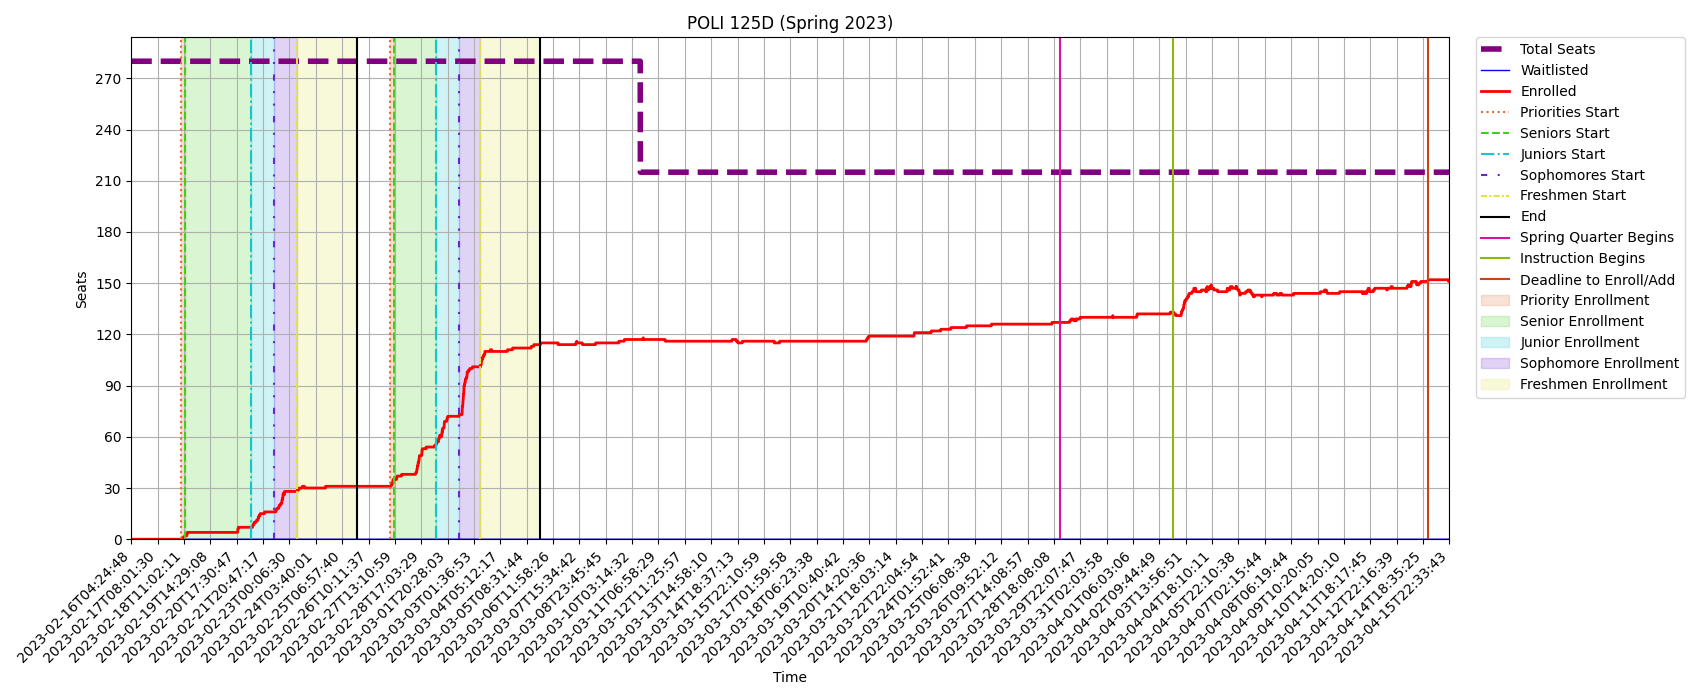 POLI 125D (Spring 2023)
Seats
270
240
210
180
150
120
90
60
30
0
2023-02-16T04:24:48
2023-02-17T08:01:30
2023-02-18T11:02:11
2023-02-19T14:29:08
2023-02-20T17:30:47
2023-02-21T20:47:17
2023-02-23T00:06:30
2023-02-24T03:40:01
2023-02-25T06:57:40
2023-02-26T10:11:37
2023-02-27T13:10:59
2023-02-28T17:03:29
2023-03-01T20:28:03
2023-03-03T01:36:53
2023-03-04T05:12:17
2023-03-05T08:31:44
2023-03-06T11:58:26
2023-03-07T15:34:42
2023-03-08T23:45:45
2023-03-10T03:14:32
2023-03-11T06:58:29
2023-03-12T11:25:57
2023-03-13T14:58:10
2023-03-14T18:37:13
2023-03-15T22:10:59
2023-03-17T01:59:58
2023-03-18T06:23:38
2023-03-19T10:40:42
2023-03-20T14:20:36
2023-03-21T18:03:14
2023-03-22T22:04:54
2023-03-24T01:52:41
2023-03-25T06:08:38
2023-03-26T09:52:12
2023-03-27T14:08:57
2023-03-28T18:08:08
2023-03-29T22:07:47
2023-03-31T02:03:58
2023-04-01T06:03:06
2023-04-02T09:44:49
2023-04-03T13:56:51
2023-04-04T18:10:11
2023-04-05T22:10:38
2023-04-07T02:15:44
2023-04-08T06:19:44
2023-04-09T10:20:05
2023-04-10T14:20:10
2023-04-11T18:17:45
2023-04-12T22:16:39
2023-04-14T18:35:25
2023-04-15T22:33:43
Time
Total Seats
Waitlisted
Enrolled
Priorities Start
Seniors Start
Juniors Start
Sophomores Start
Freshmen Start
End
Spring Quarter Begins
Instruction Begins
Deadline to Enroll/Add
Priority Enrollment
Senior Enrollment
Junior Enrollment
Sophomore Enrollment
Freshmen Enrollment